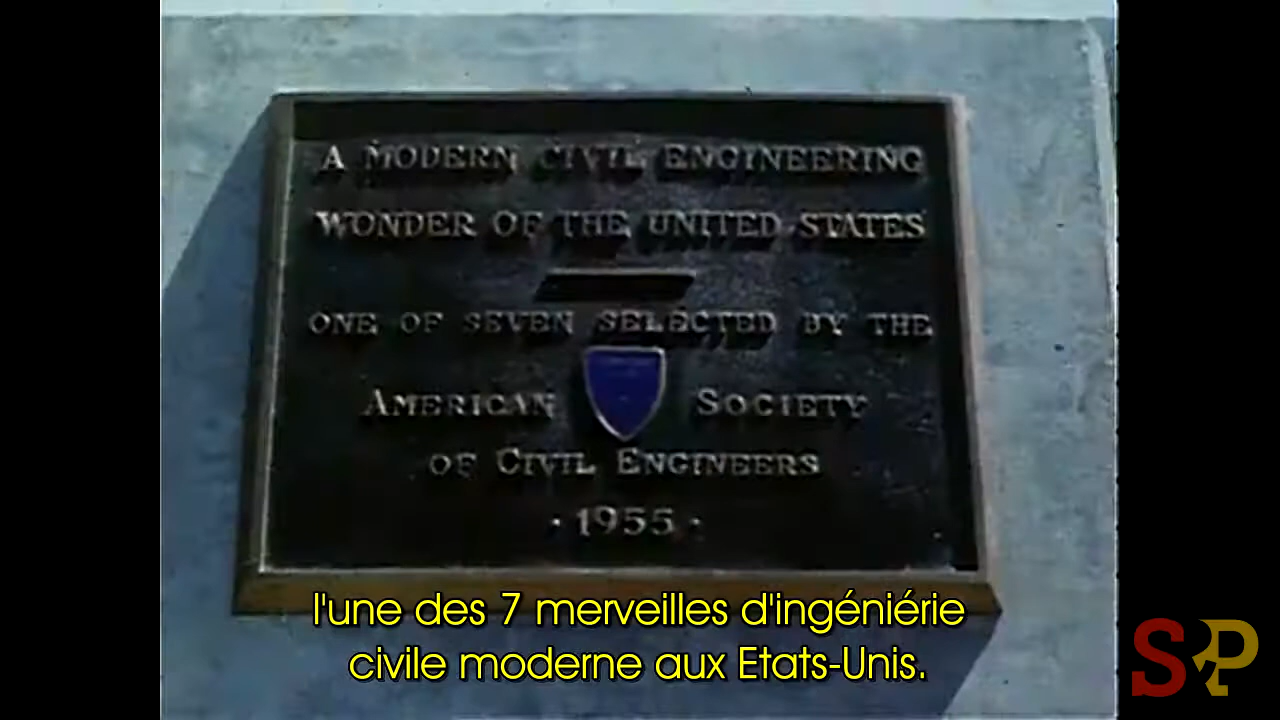 A MODERN CIVIL ENGINEERING
WONDER OF THE UNITED STATES
ONE OF SEVEN SELECTED BY THE
AMERICAN SOCIETY
OF CIVIL ENGINEERS
· 1955 ·
l'une des 7 merveilles d'ingéniérie
civile moderne aux Etats-Unis.
SP